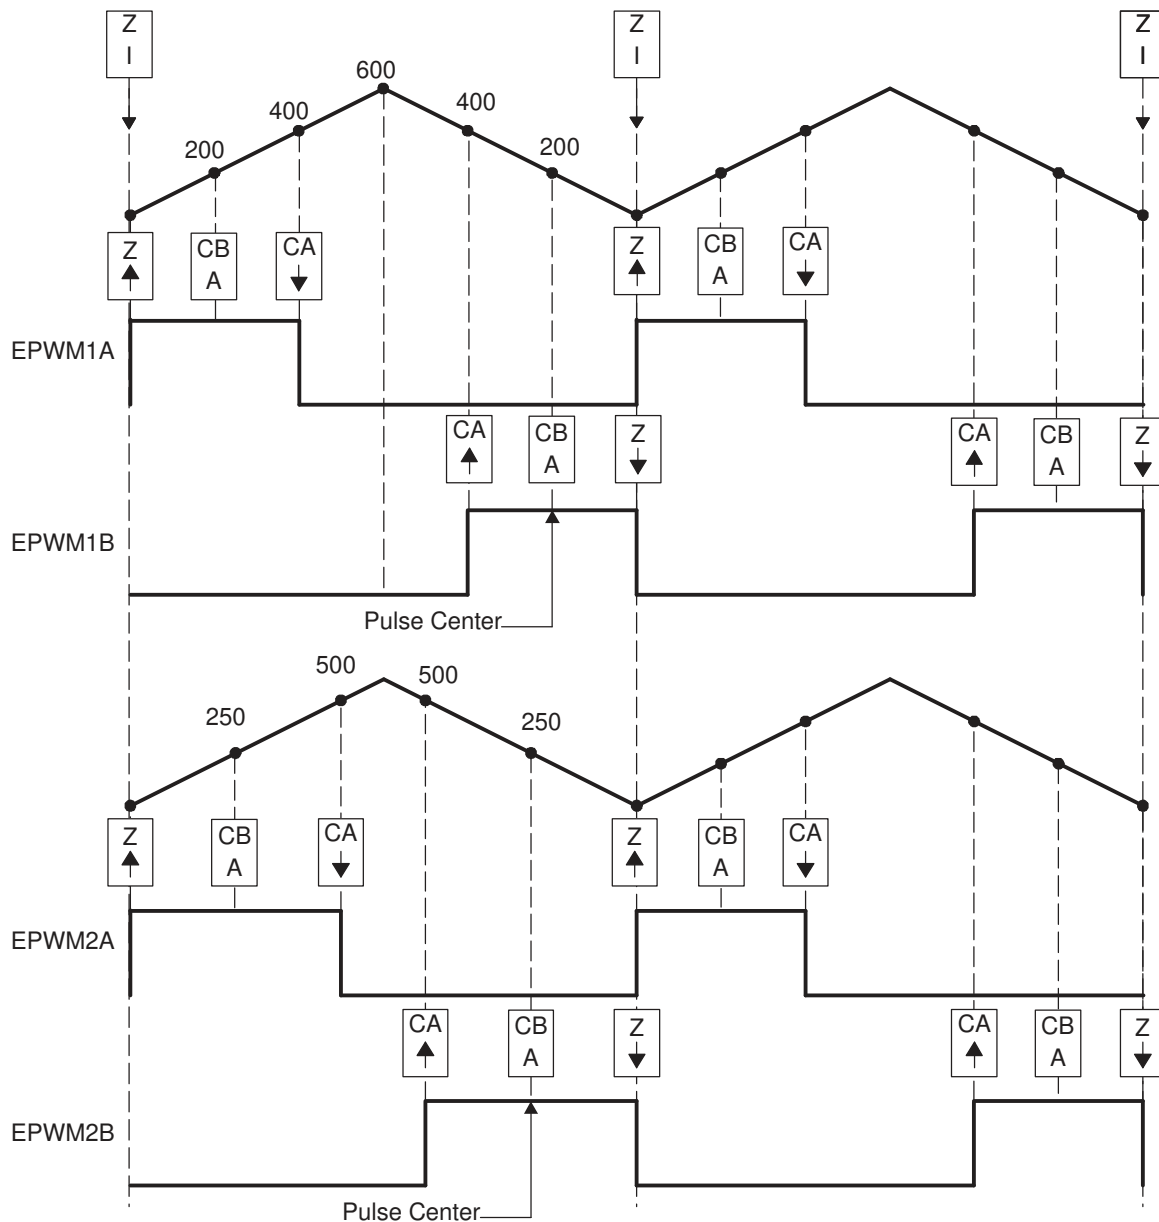 Z Z Z
I I I
600
400 400
200 200
Z CB CA Z CB CA
A A
EPWM1A
CA CB Z CA CB Z
A A
EPWM1B
Pulse Center
500 500
250 250
Z CB CA Z CB CA
A A
EPWM2A
CA CB Z CA CB Z
A A
EPWM2B
Pulse Center